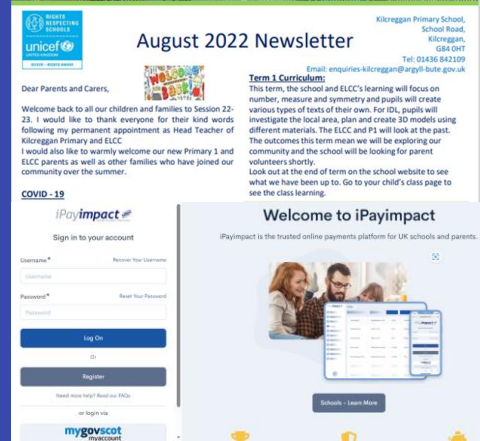 RIGHTS
RESPECTING
SCHOOLS
unicef
UNITED KINGDOM
SILVER – RIGHTS AWARE
August 2022 Newsletter
Kilcreggan Primary School,
School Road,
Kilcreggan,
G84 0HT
Tel: 01436 842109
Email: enquiries-kilcreggan@argyll-bute.gov.uk
Welcome
Back
Dear Parents and Carers,
Welcome back to all our children and families to Session 22-
23. I would like to thank everyone for their kind words
following my permanent appointment as Head Teacher of
Kilcreggan Primary and ELCC
I would also like to warmly welcome our new Primary 1 and
ELCC parents as well as other families who have joined our
community over the summer.
COVID - 19
Term 1 Curriculum:
This term, the school and ELCC's learning will focus on
number, measure and symmetry and pupils will create
various types of texts of their own. For IDL, pupils will
investigate the local area, plan and create 3D models using
different materials. The ELCC and P1 will look at the past.
The outcomes this term mean we will be exploring our
community and the school will be looking for parent
volunteers shortly.
Look out at the end of term on the school website to see
what we have been up to. Go to your child's class page to
see the class learning.
iPayimpact
Sign in to your account
Username* Recover Your Username
Username
Password* Reset Your Password
Password
Log On
Or
Register
Need more help? Read our FAQs
or login via
mygovscot
myaccount
Welcome to iPayimpact
iPayimpact is the trusted online payments platform for UK schools and parents.
Schools - Learn More